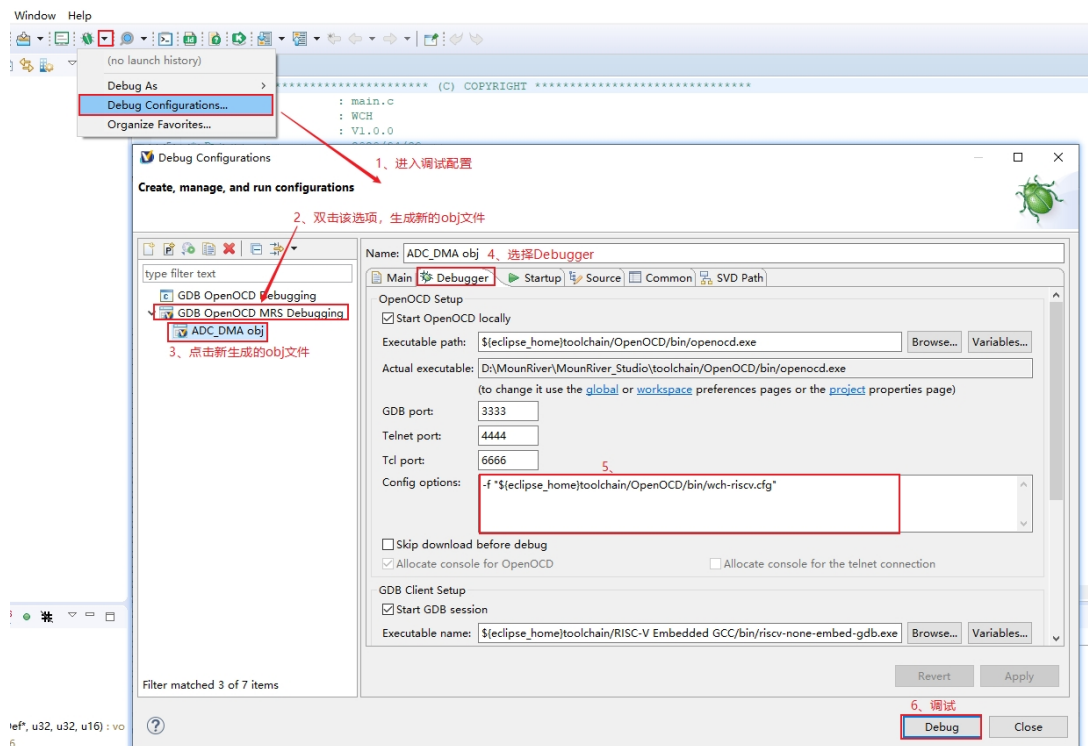 Window Help
(no launch history)
Debug As
Debug Configurations...
Organize Favorites...
(C) COPYRIGHT *******************************
: main.c
: WCH
: V1.0.0
Debug Configurations
1、进入调试配置
Create, manage, and run configurations
2、双击该选项，生成新的obj文件
Name: ADC_DMA obj 4、选择Debugger
type filter text
Main Debugger Startup Source Common SVD Path
GDB OpenOCD Debugging
GDB OpenOCD MRS Debugging
ADC_DMA obj
3、点击新生成的obj文件
OpenOCD Setup
Start OpenOCD locally
Executable path: ${eclipse_home}toolchain/OpenOCD/bin/openocd.exe Browse... Variables...
Actual executable: D:\MounRiver\MounRiver_Studio\toolchain/OpenOCD/bin/openocd.exe
(to change it use the global or workspace preferences pages or the project properties page)
GDB port: 3333
Telnet port: 4444
Tcl port: 6666
5、
Config options: -f "${eclipse_home}toolchain/OpenOCD/bin/wch-riscv.cfg"
Skip download before debug
Allocate console for OpenOCD Allocate console for the telnet connection
GDB Client Setup
Start GDB session
Executable name: ${eclipse_home}toolchain/RISC-V Embedded GCC/bin/riscv-none-embed-gdb.exe Browse... Variables...
Filter matched 3 of 7 items
Revert Apply
6、调试
Debug Close
ef*, u32, u32, u16) : vo